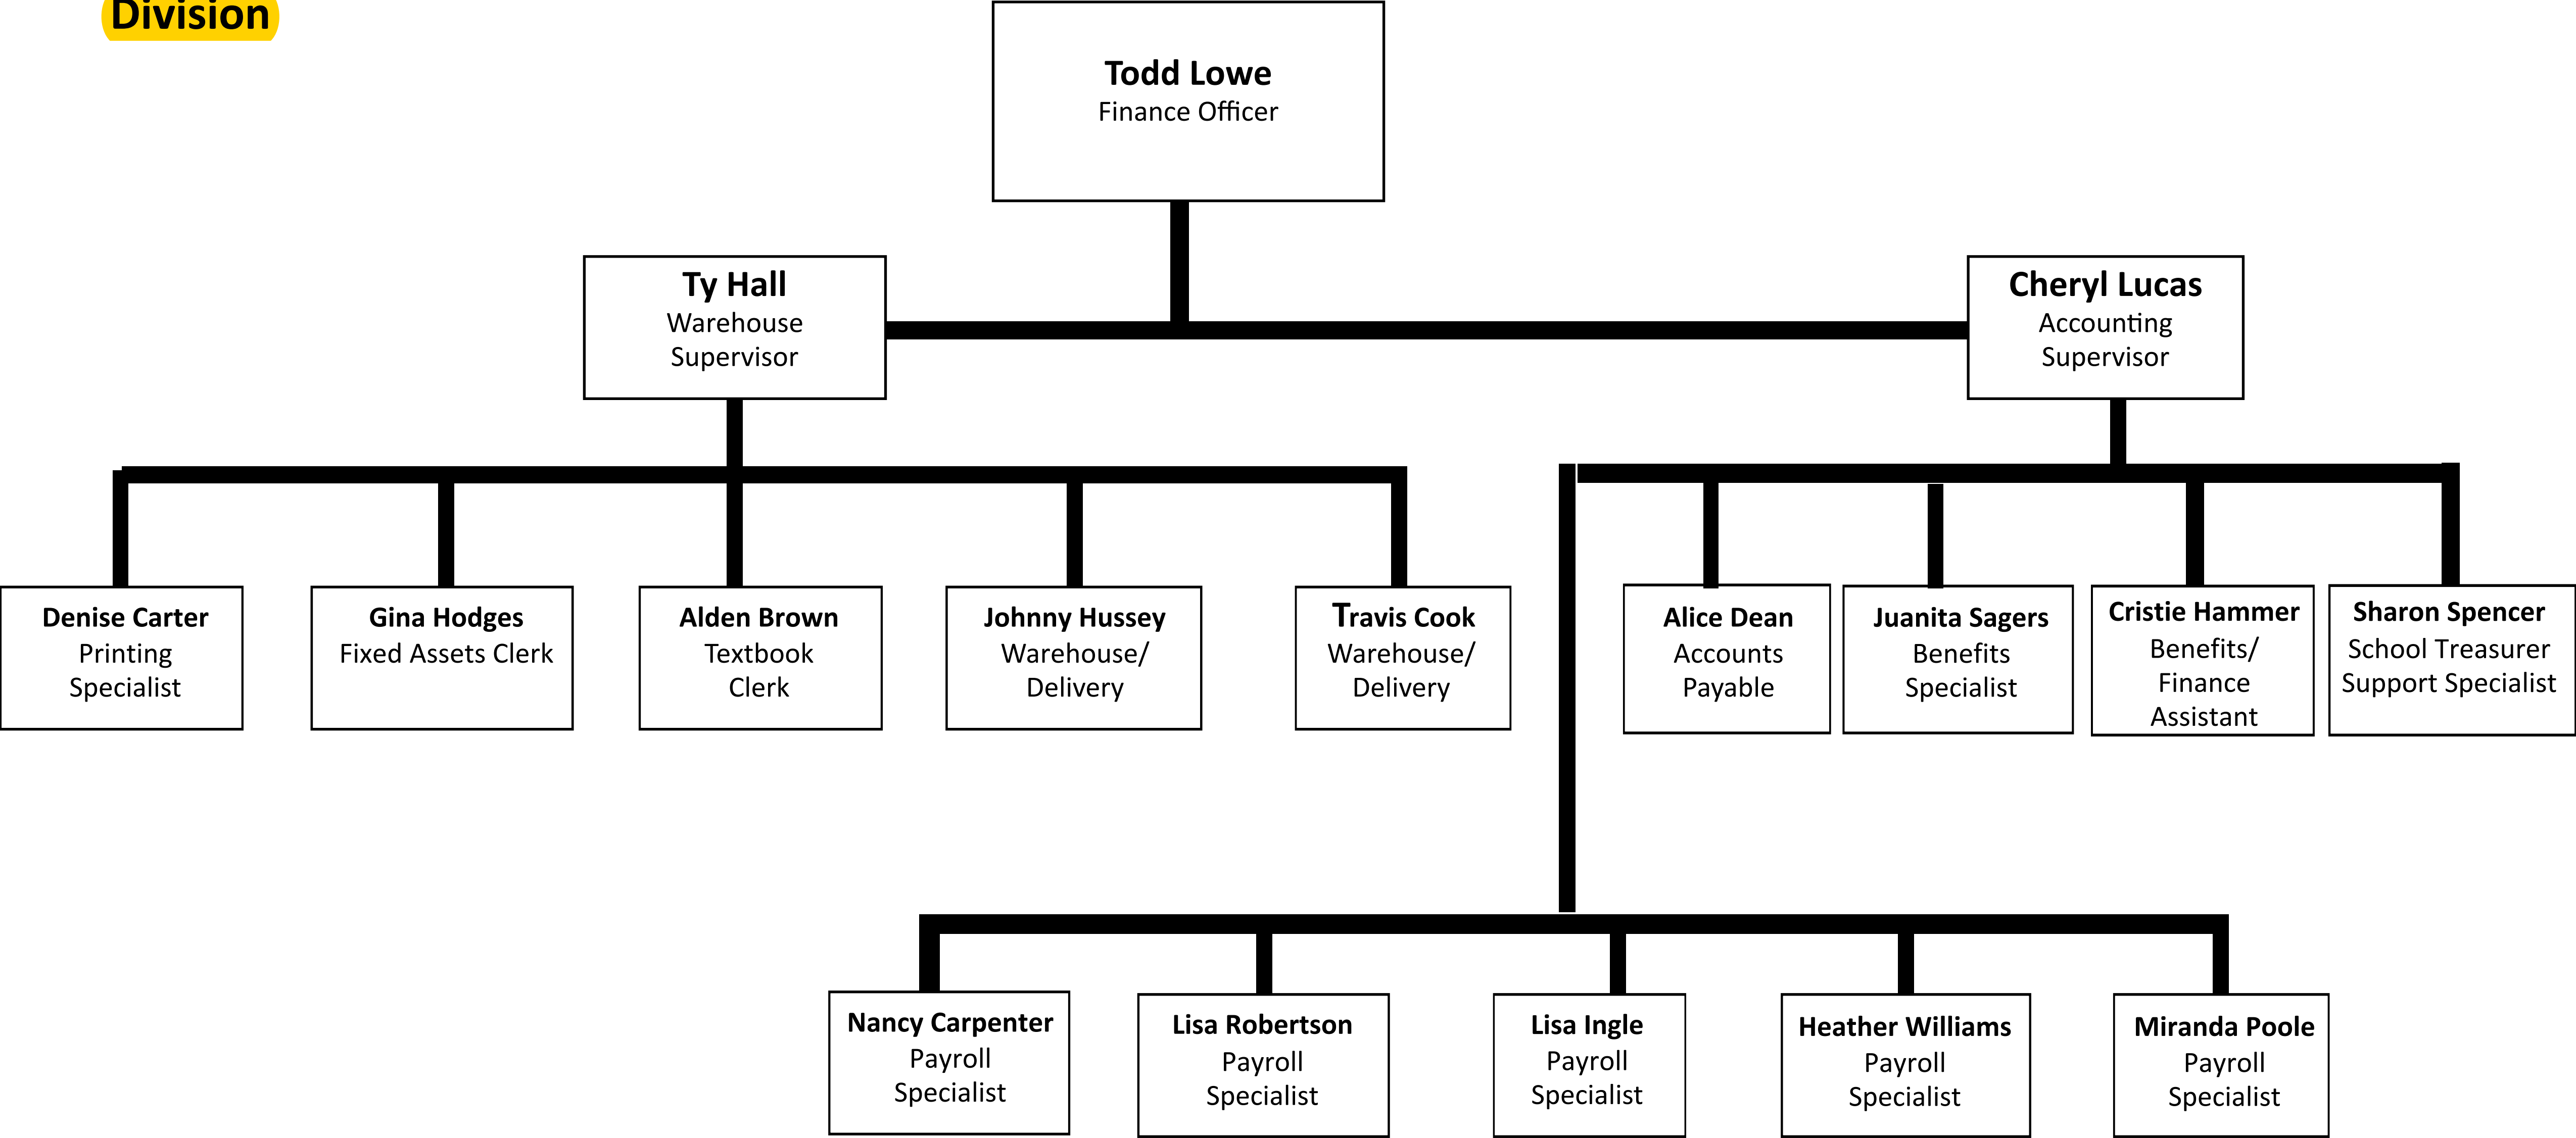 Division
Todd Lowe
Finance Officer
Ty Hall
Warehouse
Supervisor
Cheryl Lucas
Accounting
Supervisor
Denise Carter
Printing
Specialist
Gina Hodges
Fixed Assets Clerk
Alden Brown
Textbook
Clerk
Johnny Hussey
Warehouse/
Delivery
Travis Cook
Warehouse/
Delivery
Alice Dean
Accounts
Payable
Juanita Sagers
Benefits
Specialist
Cristie Hammer
Benefits/
Finance
Assistant
Sharon Spencer
School Treasurer
Support Specialist
Nancy Carpenter
Payroll
Specialist
Lisa Robertson
Payroll
Specialist
Lisa Ingle
Payroll
Specialist
Heather Williams
Payroll
Specialist
Miranda Poole
Payroll
Specialist